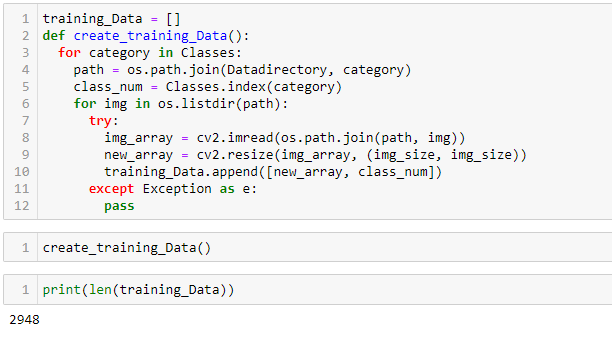 1 training_Data = []
2 def create_training_Data():
3   for category in Classes:
4     path = os.path.join(Datadirectory, category)
5     class_num = Classes.index(category)
6     for img in os.listdir(path):
7       try:
8         img_array = cv2.imread(os.path.join(path, img))
9         new_array = cv2.resize(img_array, (img_size, img_size))
10         training_Data.append([new_array, class_num])
11       except Exception as e:
12         pass
1 create_training_Data()
1 print(len(training_Data))
2948